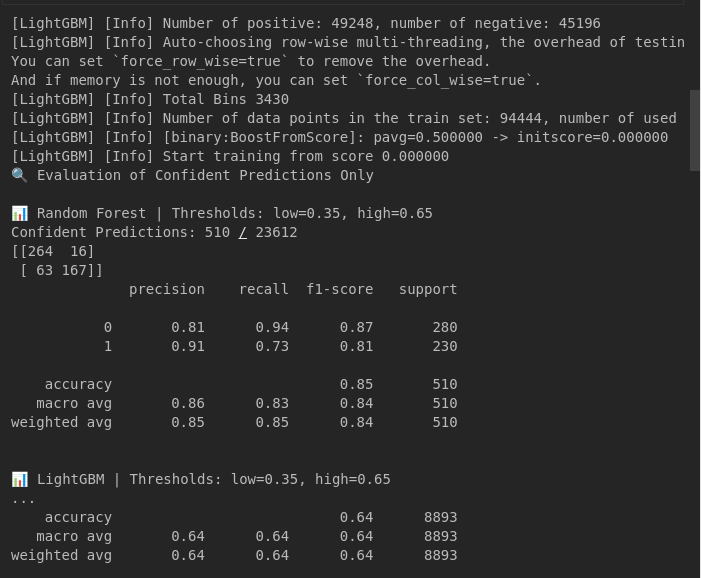 [LightGBM] [Info] Number of positive: 49248, number of negative: 45196
[LightGBM] [Info] Auto-choosing row-wise multi-threading, the overhead of testin
You can set `force_row_wise=true` to remove the overhead.
And if memory is not enough, you can set `force_col_wise=true`.
[LightGBM] [Info] Total Bins 3430
[LightGBM] [Info] Number of data points in the train set: 94444, number of used
[LightGBM] [Info] [binary:BoostFromScore]: pavg=0.500000 -> initscore=0.000000
[LightGBM] [Info] Start training from score 0.000000
🔍 Evaluation of Confident Predictions Only
📊 Random Forest | Thresholds: low=0.35, high=0.65
Confident Predictions: 510 / 23612
[[264  16]
 [ 63 167]]
              precision    recall  f1-score   support
           0       0.81      0.94      0.87       280
           1       0.91      0.73      0.81       230
    accuracy                           0.85       510
   macro avg       0.86      0.83      0.84       510
weighted avg       0.85      0.85      0.84       510
📊 LightGBM | Thresholds: low=0.35, high=0.65
...
    accuracy                           0.64      8893
   macro avg       0.64      0.64      0.64      8893
weighted avg       0.64      0.64      0.64      8893